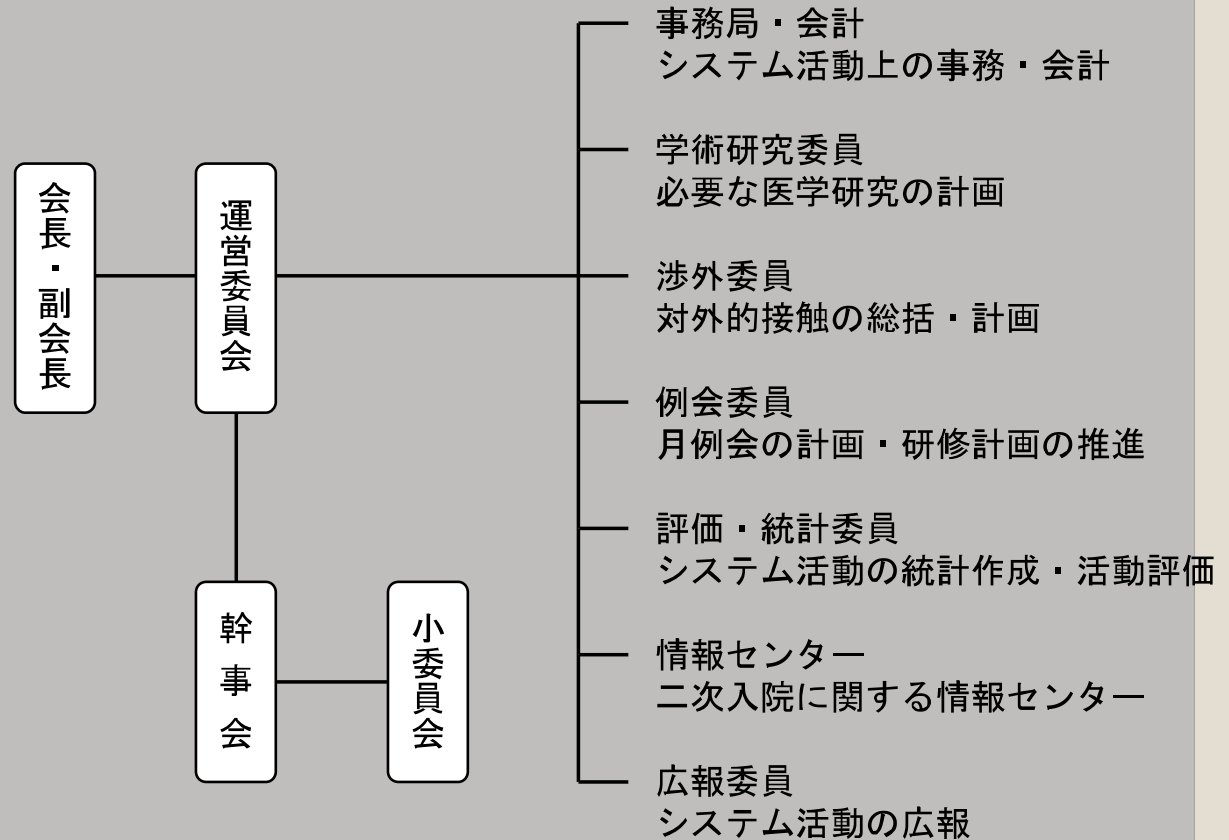 会長・副会長
運営委員会
幹事会
小委員会
事務局・会計
システム活動上の事務・会計
学術研究委員
必要な医学研究の計画
渉外委員
対外的接触の総括・計画
例会委員
月例会の計画・研修計画の推進
評価・統計委員
システム活動の統計作成・活動評価
情報センター
二次入院に関する情報センター
広報委員
システム活動の広報